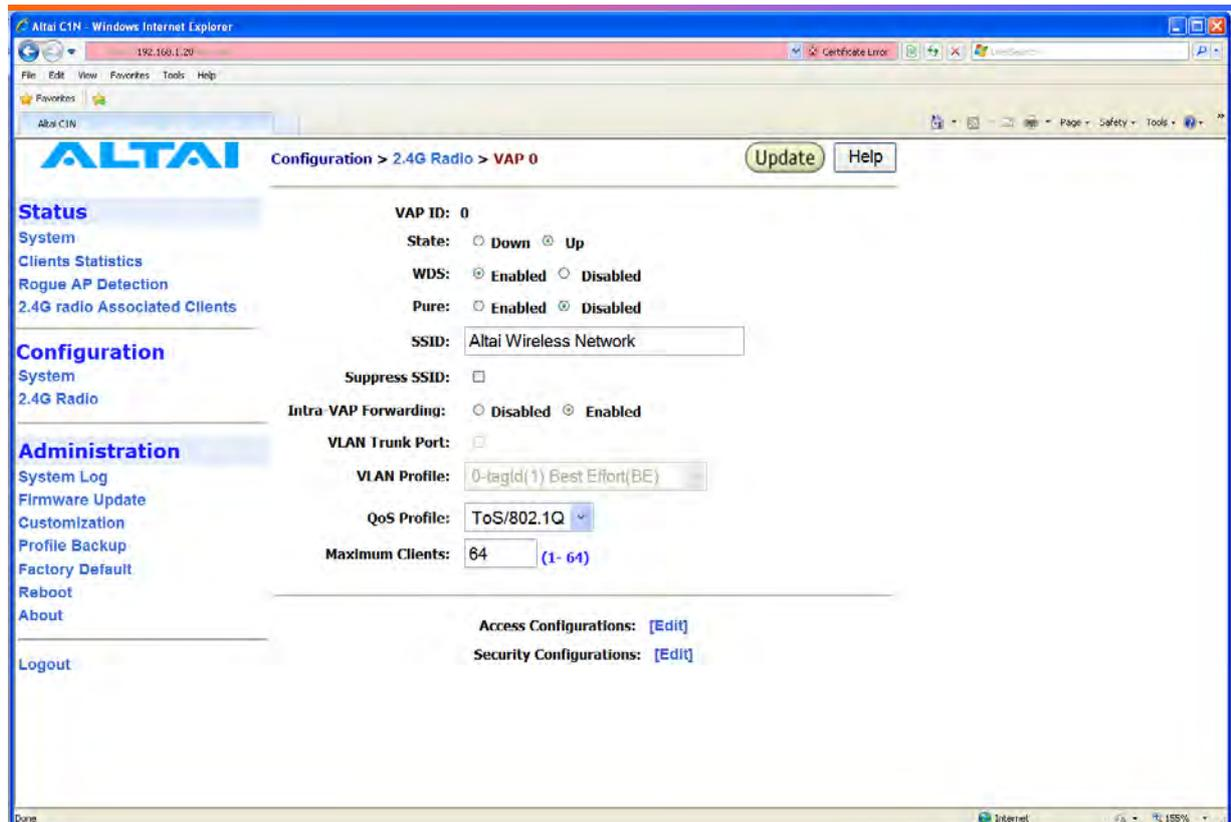 Altai C1N - Windows Internet Explorer
192.168.1.20
Certificate Error
File Edit View Favorites Tools Help
Favorites
Altai C1N
Page Safety Tools
ALTAI
Configuration > 2.4G Radio > VAP 0
Update
Help
Status
System
Clients Statistics
Rogue AP Detection
2.4G radio Associated Clients
Configuration
System
2.4G Radio
Administration
System Log
Firmware Update
Customization
Profile Backup
Factory Default
Reboot
About
Logout
VAP ID: 0
State: Down Up
WDS: Enabled Disabled
Pure: Enabled Disabled
SSID: Altai Wireless Network
Suppress SSID:
Intra-VAP Forwarding: Disabled Enabled
VLAN Trunk Port:
VLAN Profile: 0-tagId(1) Best Effort(BE)
QoS Profile: ToS/802.1Q
Maximum Clients: 64 (1- 64)
Access Configurations: [Edit]
Security Configurations: [Edit]
Done
Internet
155%